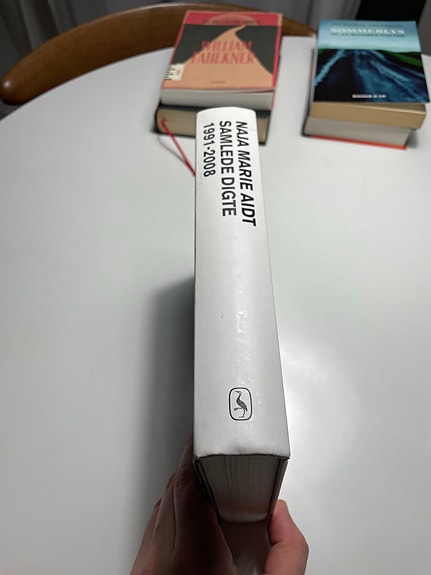 WILLIAM
FAULKNER
SOMMERLYS
NAJA MARIE AIDT
SAMLEDE DIGTE
1991-2008